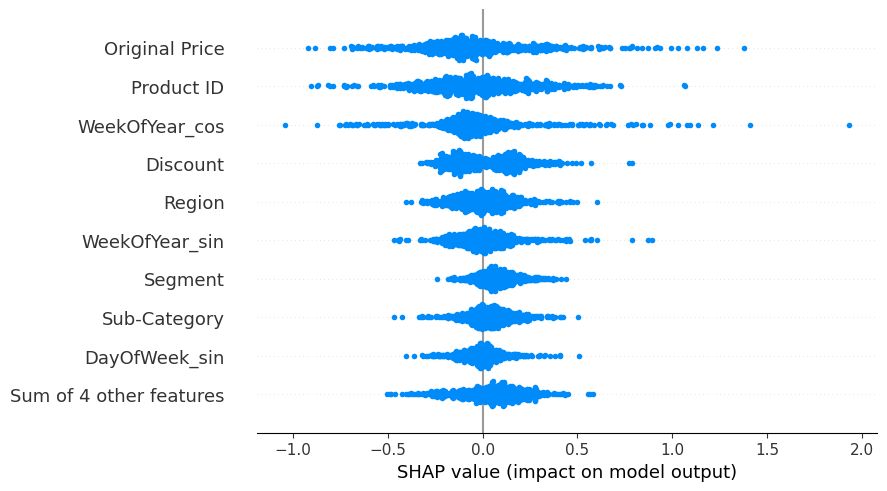 Original Price
Product ID
WeekOfYear_cos
Discount
Region
WeekOfYear_sin
Segment
Sub-Category
DayOfWeek_sin
Sum of 4 other features
−1.0 −0.5 0.0 0.5 1.0 1.5 2.0
SHAP value (impact on model output)